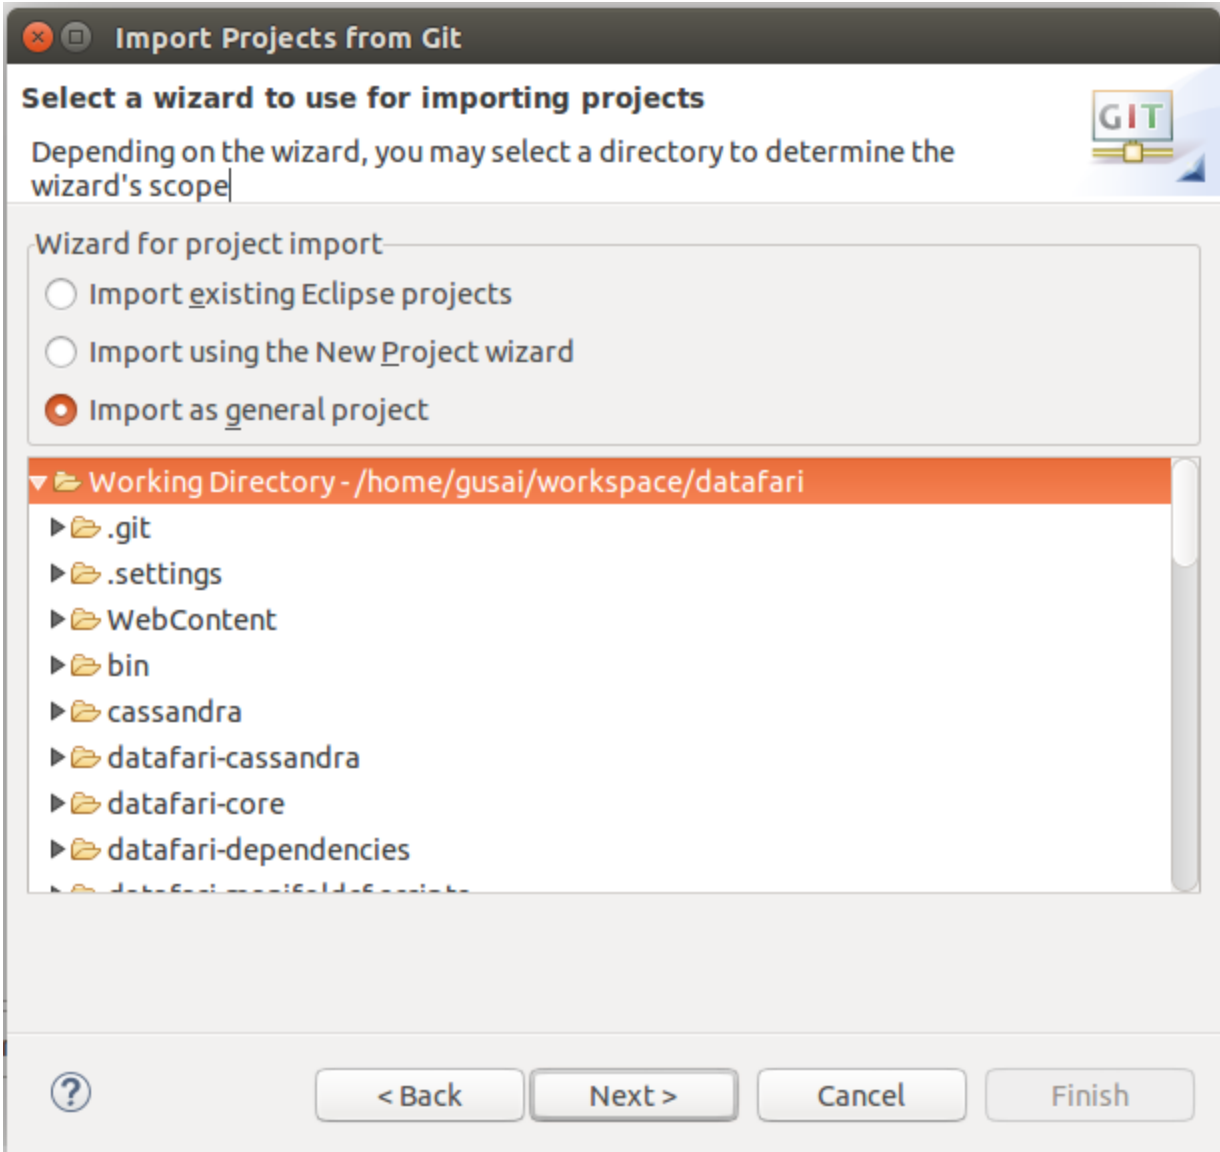 Import Projects from Git
Select a wizard to use for importing projects
Depending on the wizard, you may select a directory to determine the
wizard's scope
GIT
Wizard for project import
Import existing Eclipse projects
Import using the New Project wizard
Import as general project
Working Directory - /home/gusai/workspace/datafari
.git
.settings
WebContent
bin
cassandra
datafari-cassandra
datafari-core
datafari-dependencies
?
< Back
Next >
Cancel
Finish